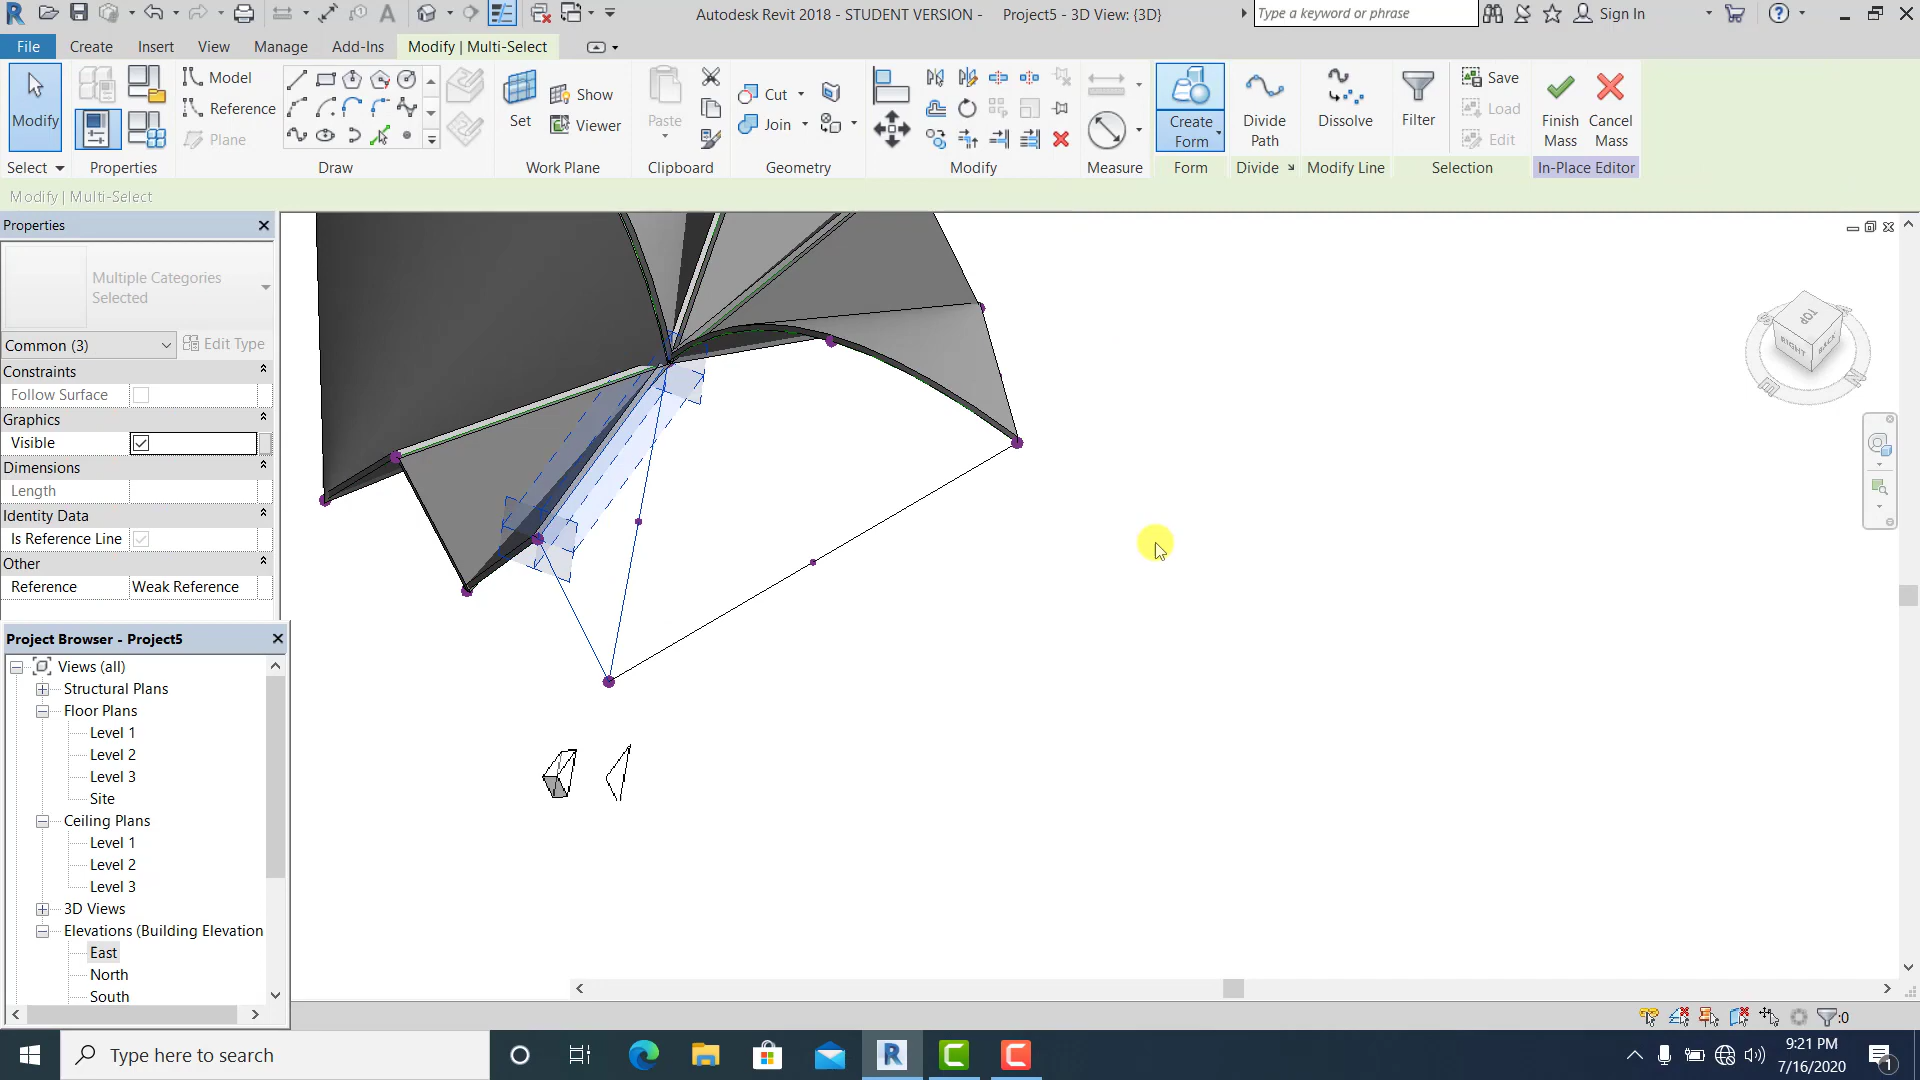 Autodesk Revit 2018 - STUDENT VERSION - Project5 - 3D View: {3D}
Type a keyword or phrase
Sign In
File Create Insert View Manage Add-Ins Modify | Multi-Select
Modify
Model
Reference
Plane
Set
Show
Viewer
Paste
Cut
Join
Create
Form
Divide
Path
Dissolve
Filter
Save
Load
Edit
Finish
Mass
Cancel
Mass
Select Properties Draw Work Plane Clipboard Geometry Modify Measure Form Divide Modify Line Selection In-Place Editor
Modify | Multi-Select
Properties
Multiple Categories
Selected
Common (3) Edit Type
Constraints
Follow Surface
Graphics
Visible
Dimensions
Length
Identity Data
Is Reference Line
Other
Reference Weak Reference
Project Browser - Project5
Views (all)
Structural Plans
Floor Plans
Level 1
Level 2
Level 3
Site
Ceiling Plans
Level 1
Level 2
Level 3
3D Views
Elevations (Building Elevation
East
North
South
TOP
RIGHT
BACK
:0
Type here to search
9:21 PM
7/16/2020
1